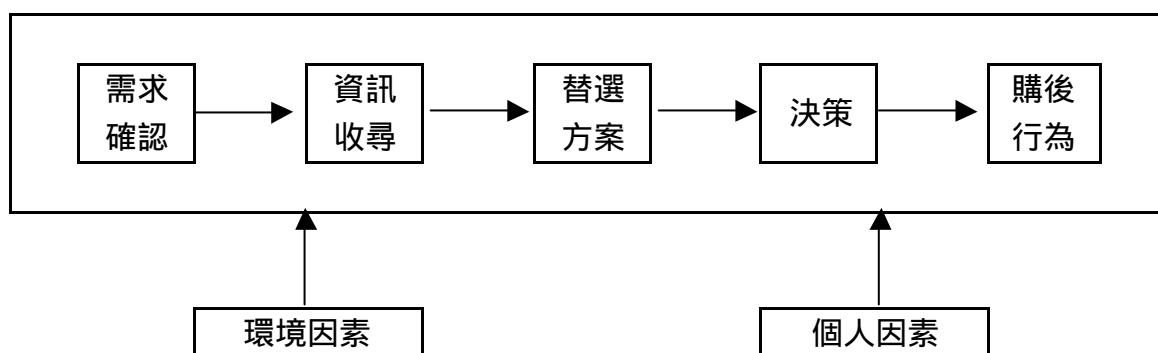 需求
確認
資訊
收尋
替選
方案
決策
購後
行為
環境因素
個人因素